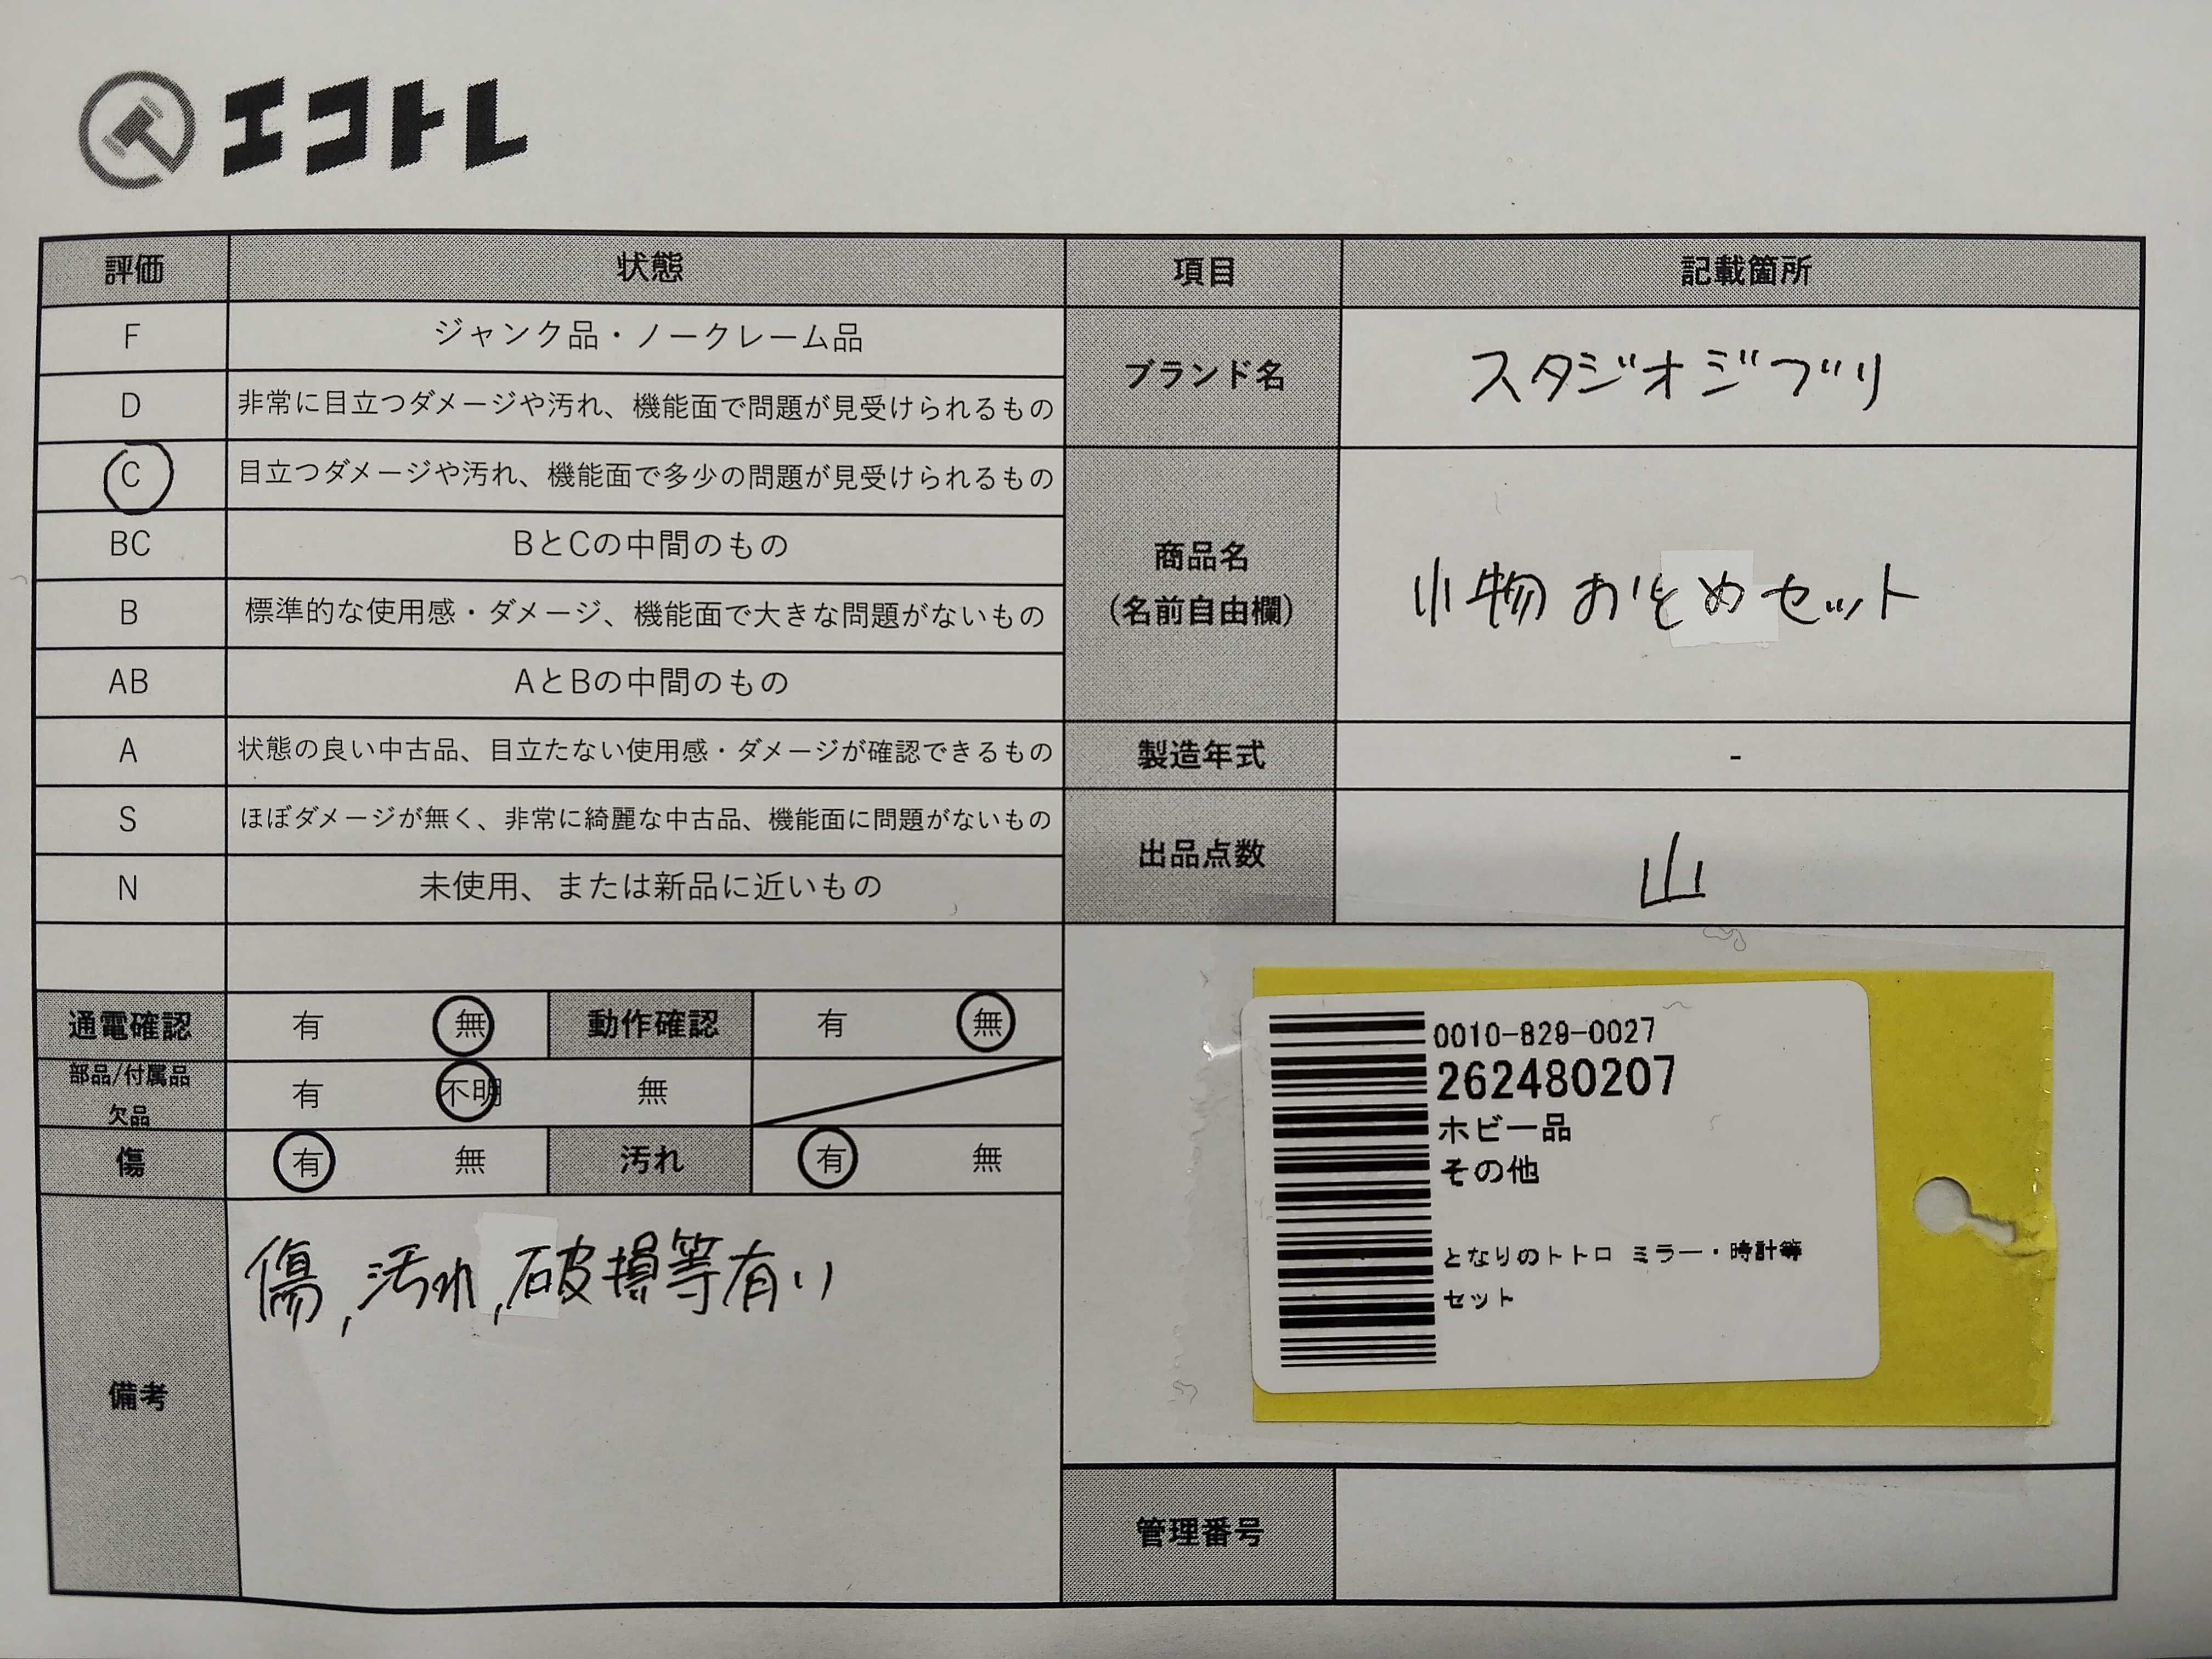 エコトレ
評価 状態 項目 記載箇所
F ジャンク品・ノークレーム品
D 非常に目立つダメージや汚れ、機能面で問題が見受けられるもの
C 目立つダメージや汚れ、機能面で多少の問題が見受けられるもの
BC BとCの中間のもの
B 標準的な使用感・ダメージ、機能面で大きな問題がないもの
AB AとBの中間のもの
A 状態の良い中古品、目立たない使用感・ダメージが確認できるもの
S ほぼダメージが無く、非常に綺麗な中古品、機能面に問題がないもの
N 未使用、または新品に近いもの
ブランド名 スタジオジブリ
商品名
(名前自由欄)
小物 おまとめセット
製造年式 -
出品点数 山
通電確認 有 無 動作確認 有 無
部品/付属品
欠品
有 不明 無
傷 有 無 汚れ 有 無
備考
傷,汚れ,破損等有り
0010-829-0027
262480207
ホビー品
その他
となりのトトロ ミラー・時計等
セット
管理番号